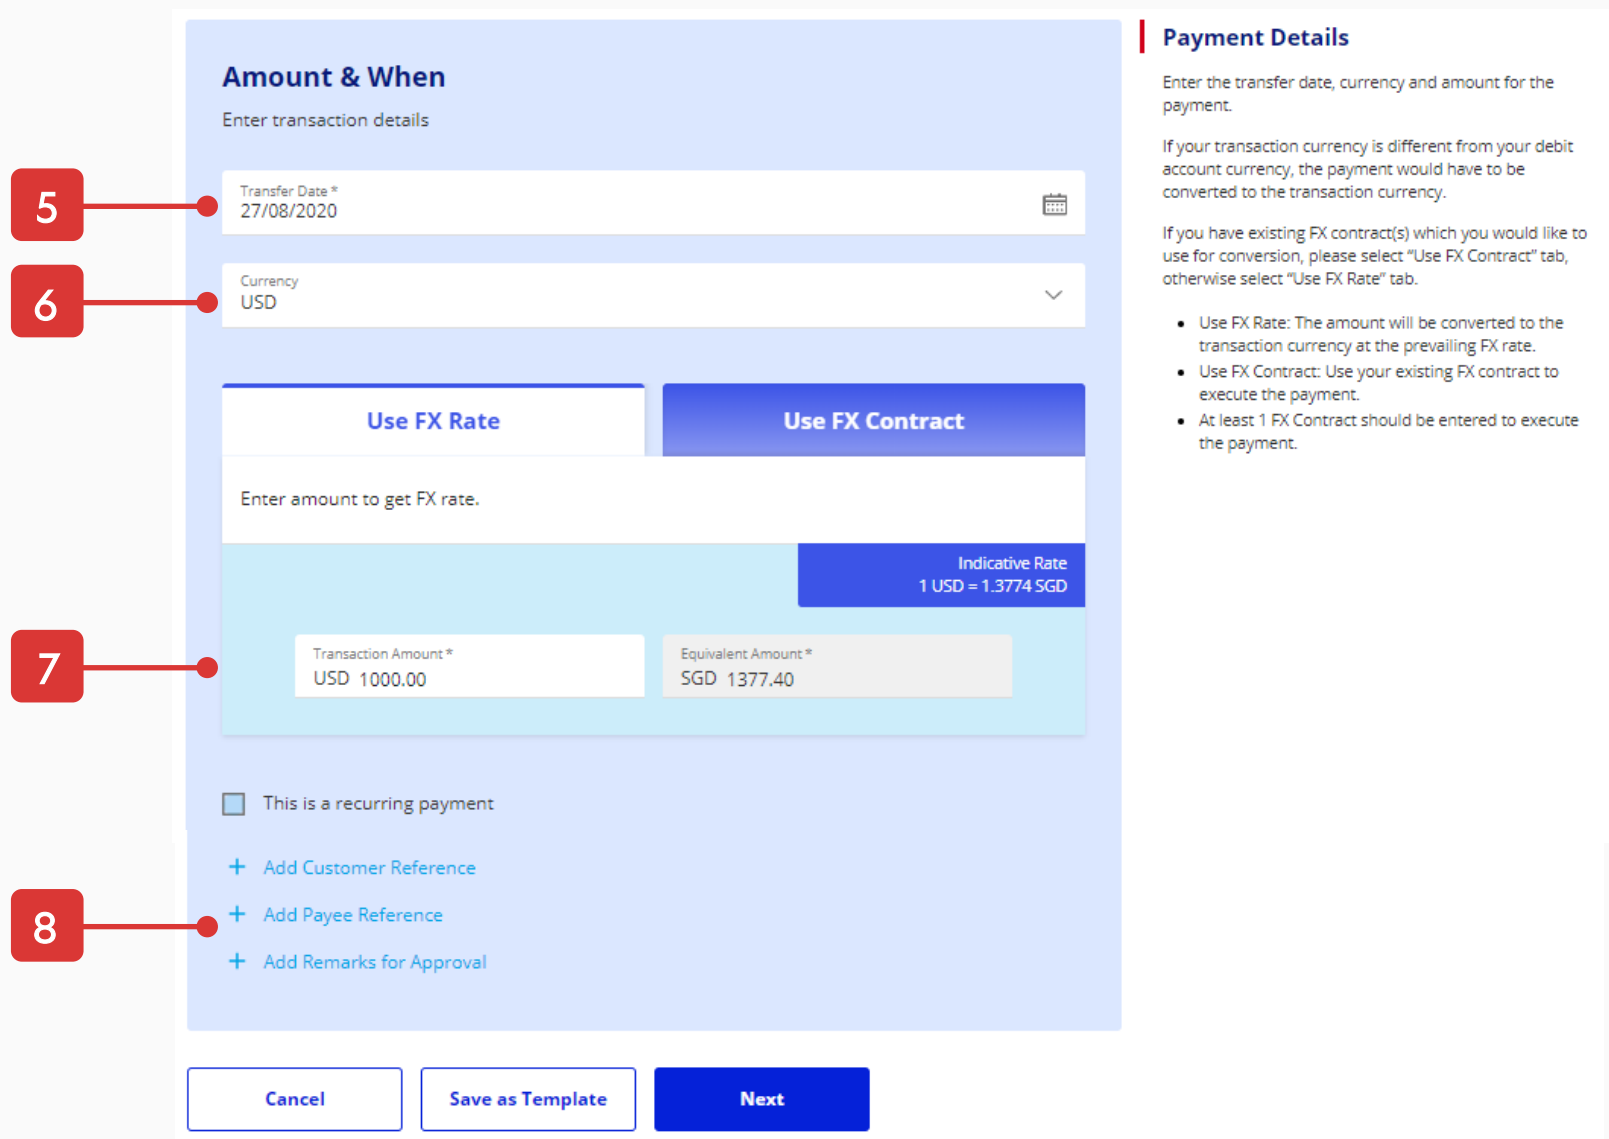 Amount & When
Enter transaction details
5
Transfer Date *
27/08/2020
6
Currency
USD
Use FX Rate
Use FX Contract
Enter amount to get FX rate.
Indicative Rate
1 USD = 1.3774 SGD
7
Transaction Amount *
USD 1000.00
Equivalent Amount *
SGD 1377.40
This is a recurring payment
8
+ Add Customer Reference
+ Add Payee Reference
+ Add Remarks for Approval
Cancel
Save as Template
Next
Payment Details
Enter the transfer date, currency and amount for the
payment.
If your transaction currency is different from your debit
account currency, the payment would have to be
converted to the transaction currency.
If you have existing FX contract(s) which you would like to
use for conversion, please select “Use FX Contract” tab,
otherwise select “Use FX Rate” tab.
• Use FX Rate: The amount will be converted to the
transaction currency at the prevailing FX rate.
• Use FX Contract: Use your existing FX contract to
execute the payment.
• At least 1 FX Contract should be entered to execute
the payment.